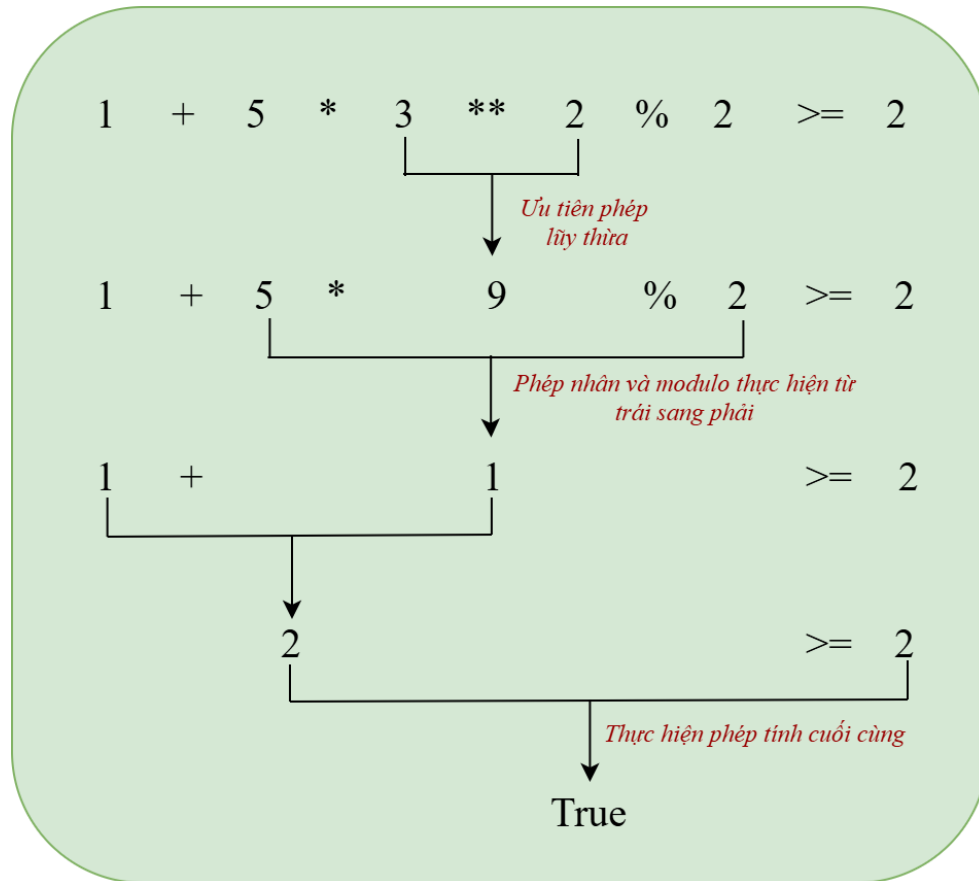 1 + 5 * 3 ** 2 % 2 >= 2
Ưu tiên phép
lũy thừa
1 + 5 * 9 % 2 >= 2
Phép nhân và modulo thực hiện từ
trái sang phải
1 + 1 >= 2
2 >= 2
Thực hiện phép tính cuối cùng
True